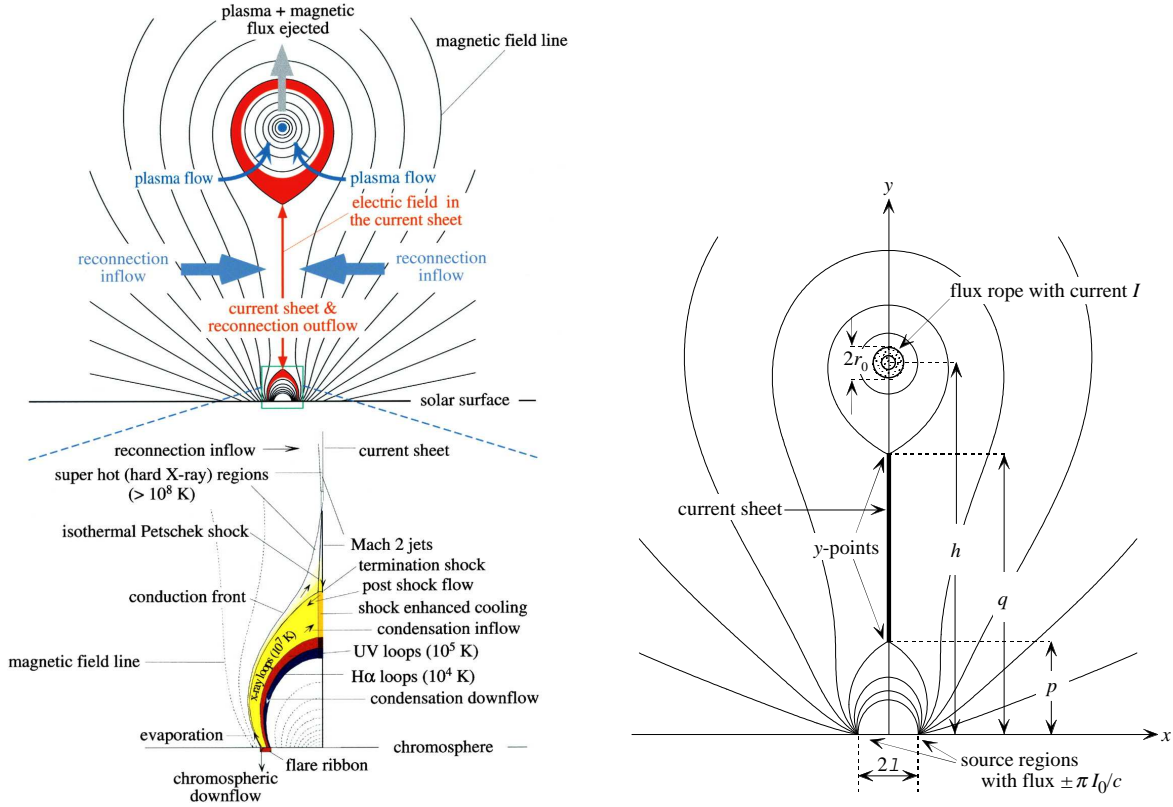 plasma + magnetic
flux ejected
magnetic field line
plasma flow
plasma flow
electric field in
the current sheet
reconnection
inflow
reconnection
inflow
current sheet &
reconnection outflow
solar surface
reconnection inflow
current sheet
super hot (hard X-ray) regions
(> 10⁸ K)
isothermal Petschek shock
Mach 2 jets
termination shock
post shock flow
conduction front
shock enhanced cooling
condensation inflow
x-ray loops (10⁷ K)
UV loops (10⁵ K)
magnetic field line
Hα loops (10⁴ K)
condensation downflow
evaporation
chromosphere
flare ribbon
chromospheric
downflow
y
flux rope with current I
2r₀
current sheet
y-points
h
q
p
x
2l
source regions
with flux ±π I₀/c